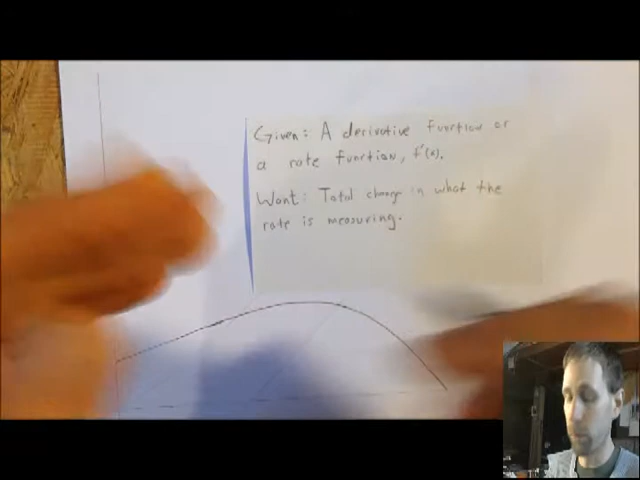 Given: A derivative function or
a rate function, f'(x).
Want: Total change in what the
rate is measuring.